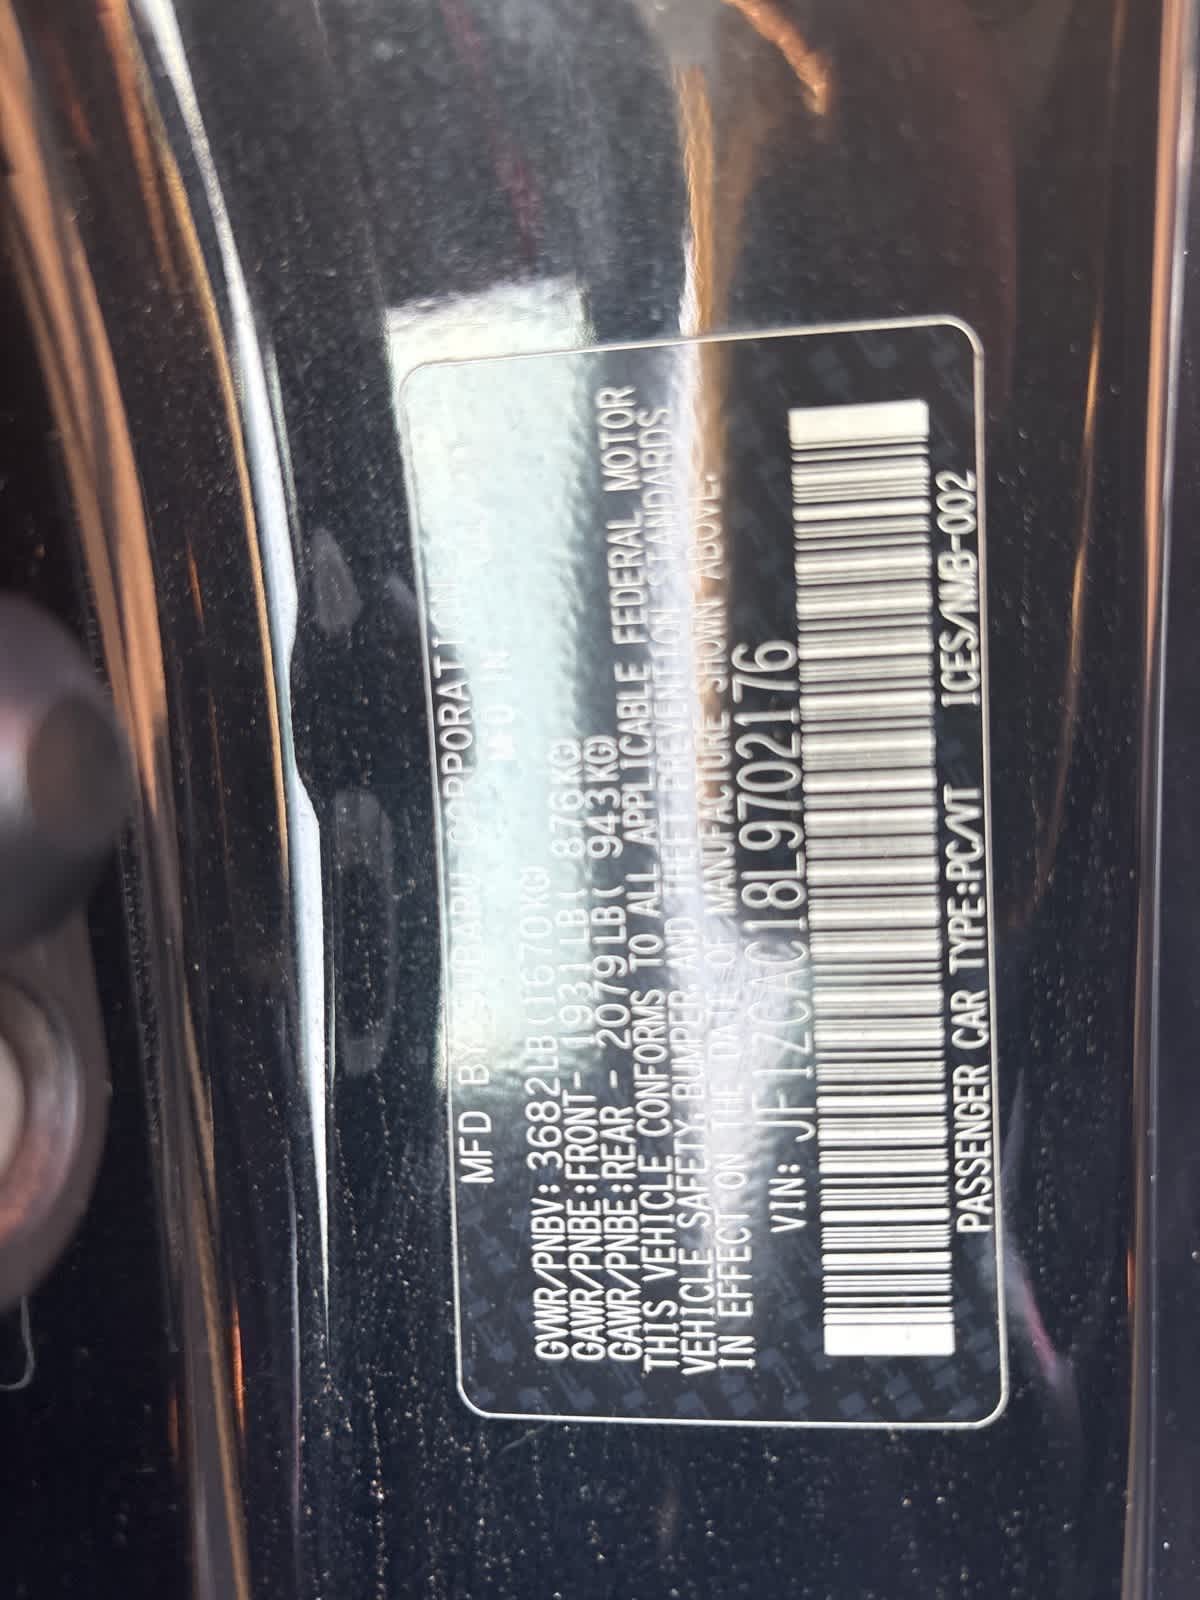 MFD BY SUBARU CORPORATION
IN
GVWR/PNBV: 3682LB(1670KG)
GAWR/PNBE:FRONT- 1931LB( 876KG)
GAWR/PNBE:REAR - 2079LB( 943KG)
THIS VEHICLE CONFORMS TO ALL APPLICABLE FEDERAL MOTOR
VEHICLE SAFETY, BUMPER, AND THEFT PREVENTION STANDARDS
IN EFFECT ON THE DATE OF MANUFACTURE SHOWN ABOVE.
VIN: JF1ZCAC18L9702176
PASSENGER CAR TYPE:PC/VT ICES/NMB-002